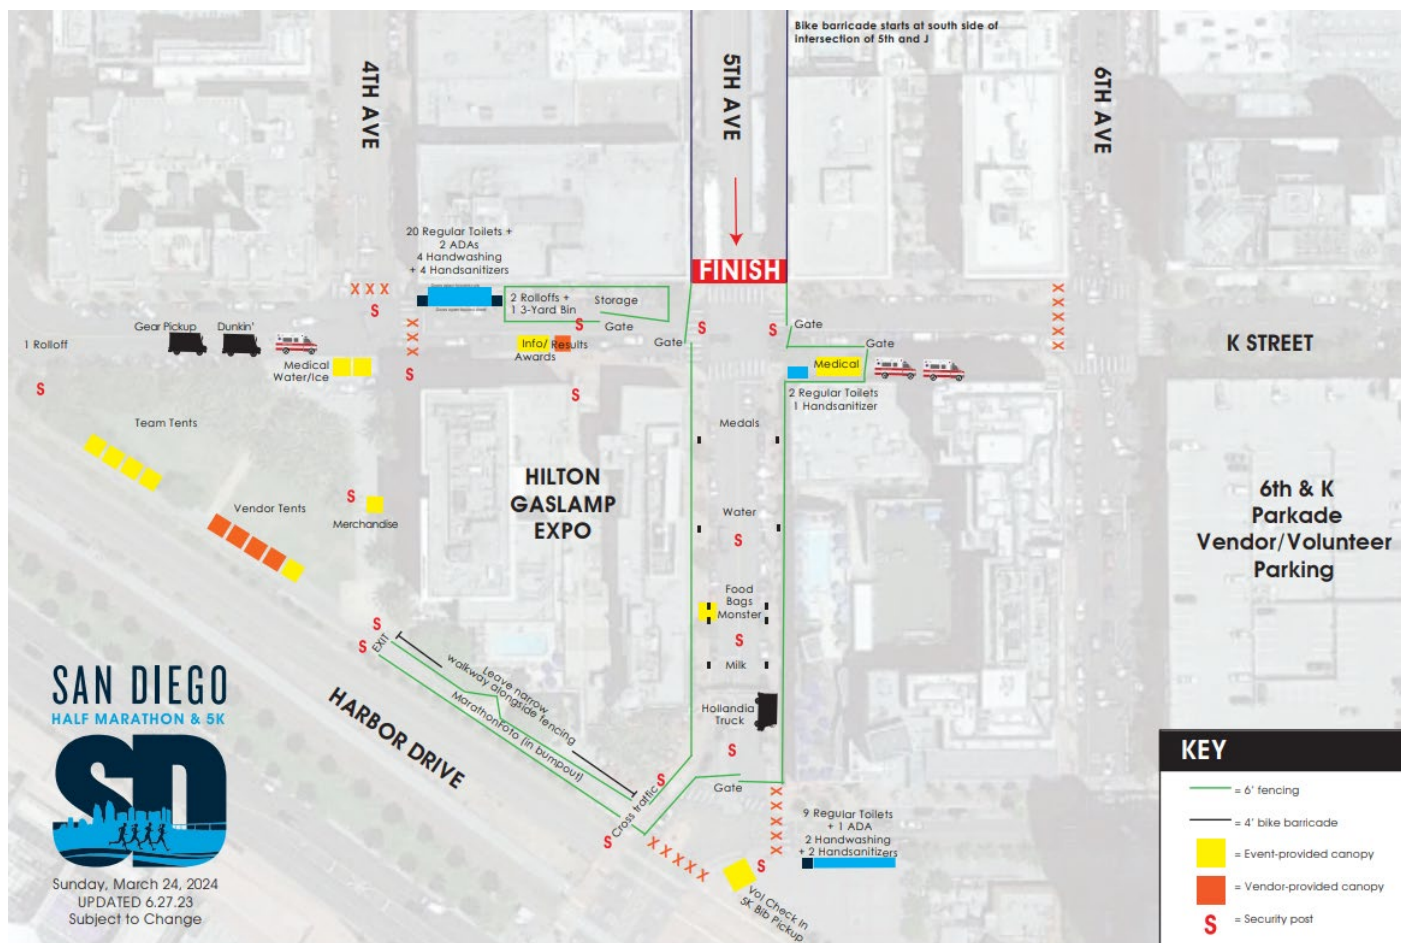 Bike barricade starts at south side of
intersection of 5th and J
4TH AVE
5TH AVE
6TH AVE
20 Regular Toilets +
2 ADAs
4 Handwashing
+ 4 Handsanitizers
FINISH
X X X
S
2 Rolloffs +
1 3-Yard Bin
Storage
Gate
S
X
X
X
X
X
X
X
X
X
S
S
Gate
Gear Pickup
Dunkin'
1 Rolloff
Info/
Awards
Results
Gate
Gate
K STREET
Medical
Water/Ice
S
Medical
S
S
2 Regular Toilets
1 Handsanitizer
Team Tents
Medals
HILTON
GASLAMP
EXPO
6th & K
Parkade
Vendor/Volunteer
Parking
Vendor Tents
S
Merchandise
Water
S
Food
Bags
Monster
S
S
EXIT
S
Milk
Leave narrow
walkway alongside fencing
MarathonFoto (in bumpout)
Hollandia
Truck
HARBOR DRIVE
S
S
Cross traffic
S
Gate
X
X
X
X
X
9 Regular Toilets
+ 1 ADA
2 Handwashing
+ 2 Handsanitizers
X X X X X
S
Vol Check In
5K Bib Pickup
SAN DIEGO
HALF MARATHON & 5K
SD
Sunday, March 24, 2024
UPDATED 6.27.23
Subject to Change
KEY
= 6' fencing
= 4' bike barricade
= Event-provided canopy
= Vendor-provided canopy
S = Security post